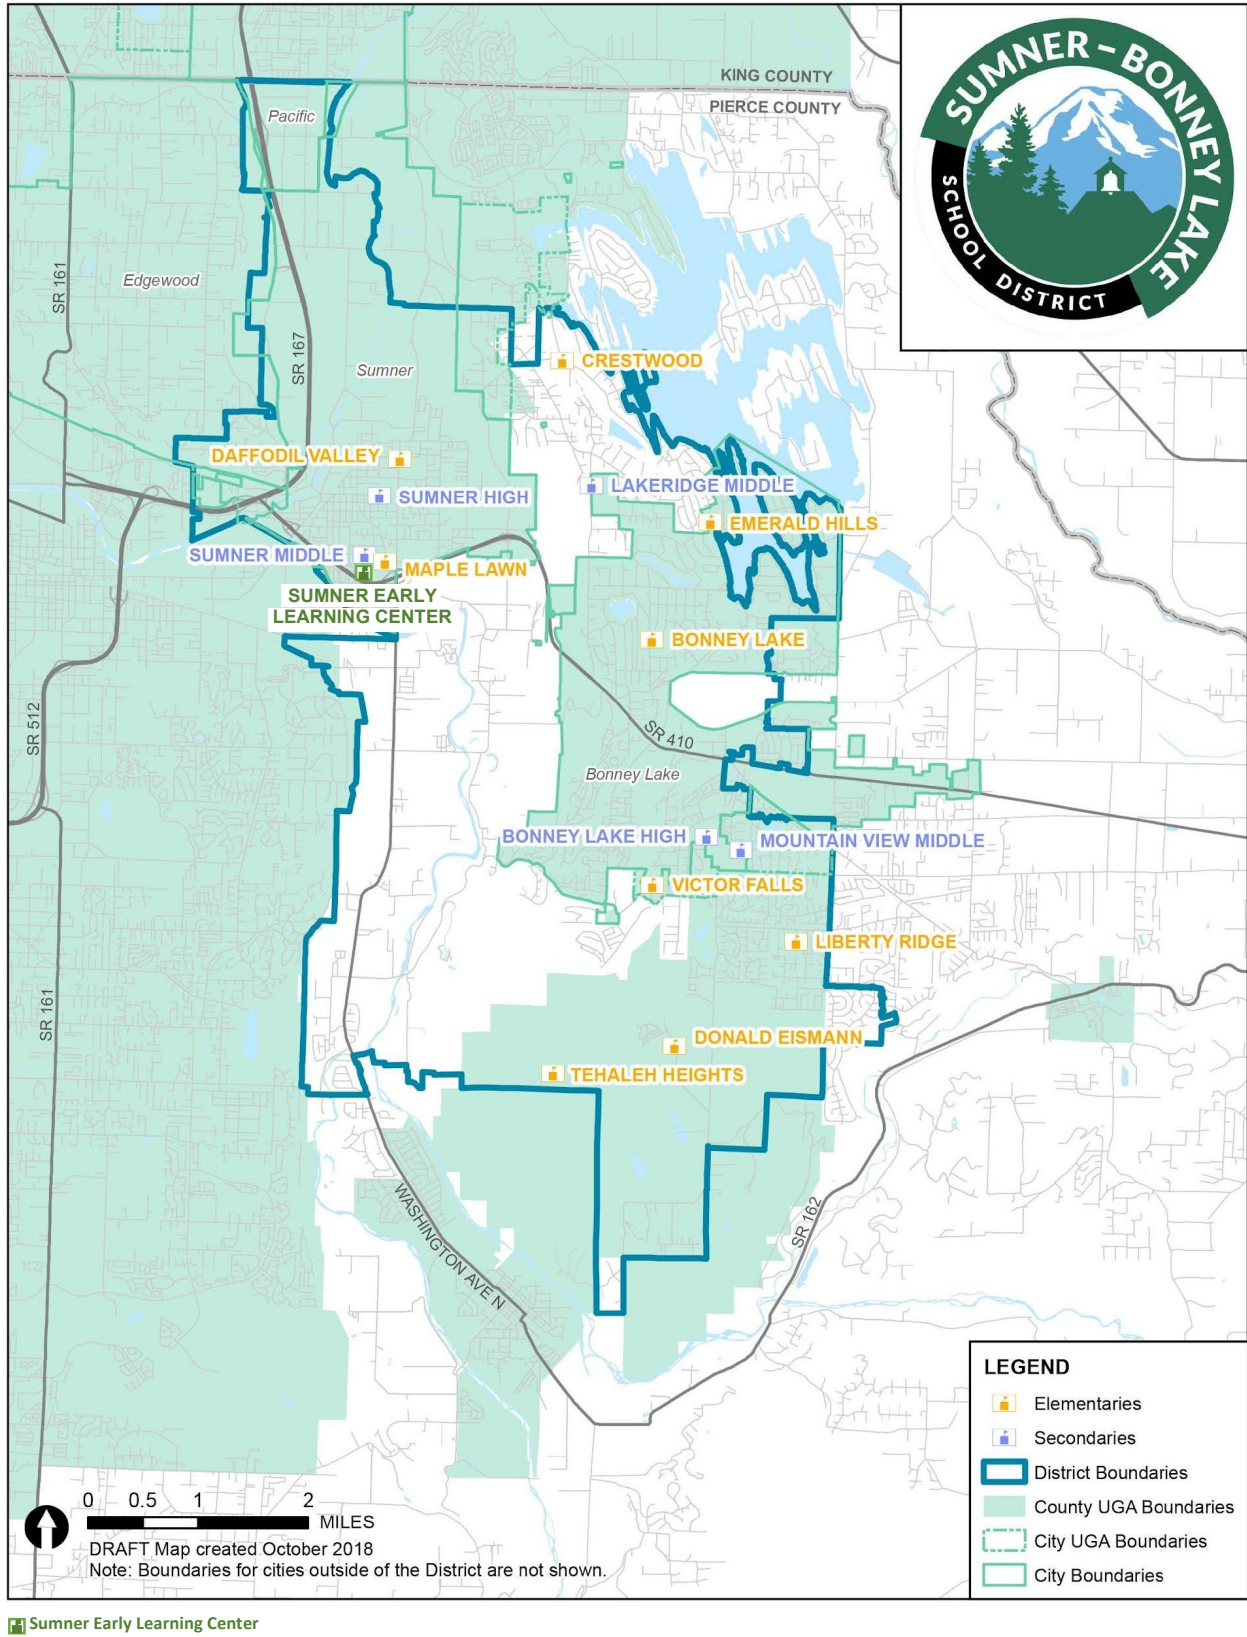 KING COUNTY
PIERCE COUNTY
SUMNER - BONNEY LAKE
SCHOOL DISTRICT
Pacific
Edgewood
SR 161
SR 167
Sumner
CRESTWOOD
DAFFODIL VALLEY
SUMNER HIGH
LAKERIDGE MIDDLE
EMERALD HILLS
SUMNER MIDDLE
MAPLE LAWN
SUMNER EARLY
LEARNING CENTER
BONNEY LAKE
SR 512
SR 410
Bonney Lake
BONNEY LAKE HIGH
MOUNTAIN VIEW MIDDLE
VICTOR FALLS
LIBERTY RIDGE
SR 161
DONALD EISMANN
TEHALEH HEIGHTS
WASHINGTON AVE N
SR 162
LEGEND
Elementaries
Secondaries
District Boundaries
County UGA Boundaries
City UGA Boundaries
City Boundaries
0 0.5 1 2
MILES
DRAFT Map created October 2018
Note: Boundaries for cities outside of the District are not shown.
Sumner Early Learning Center